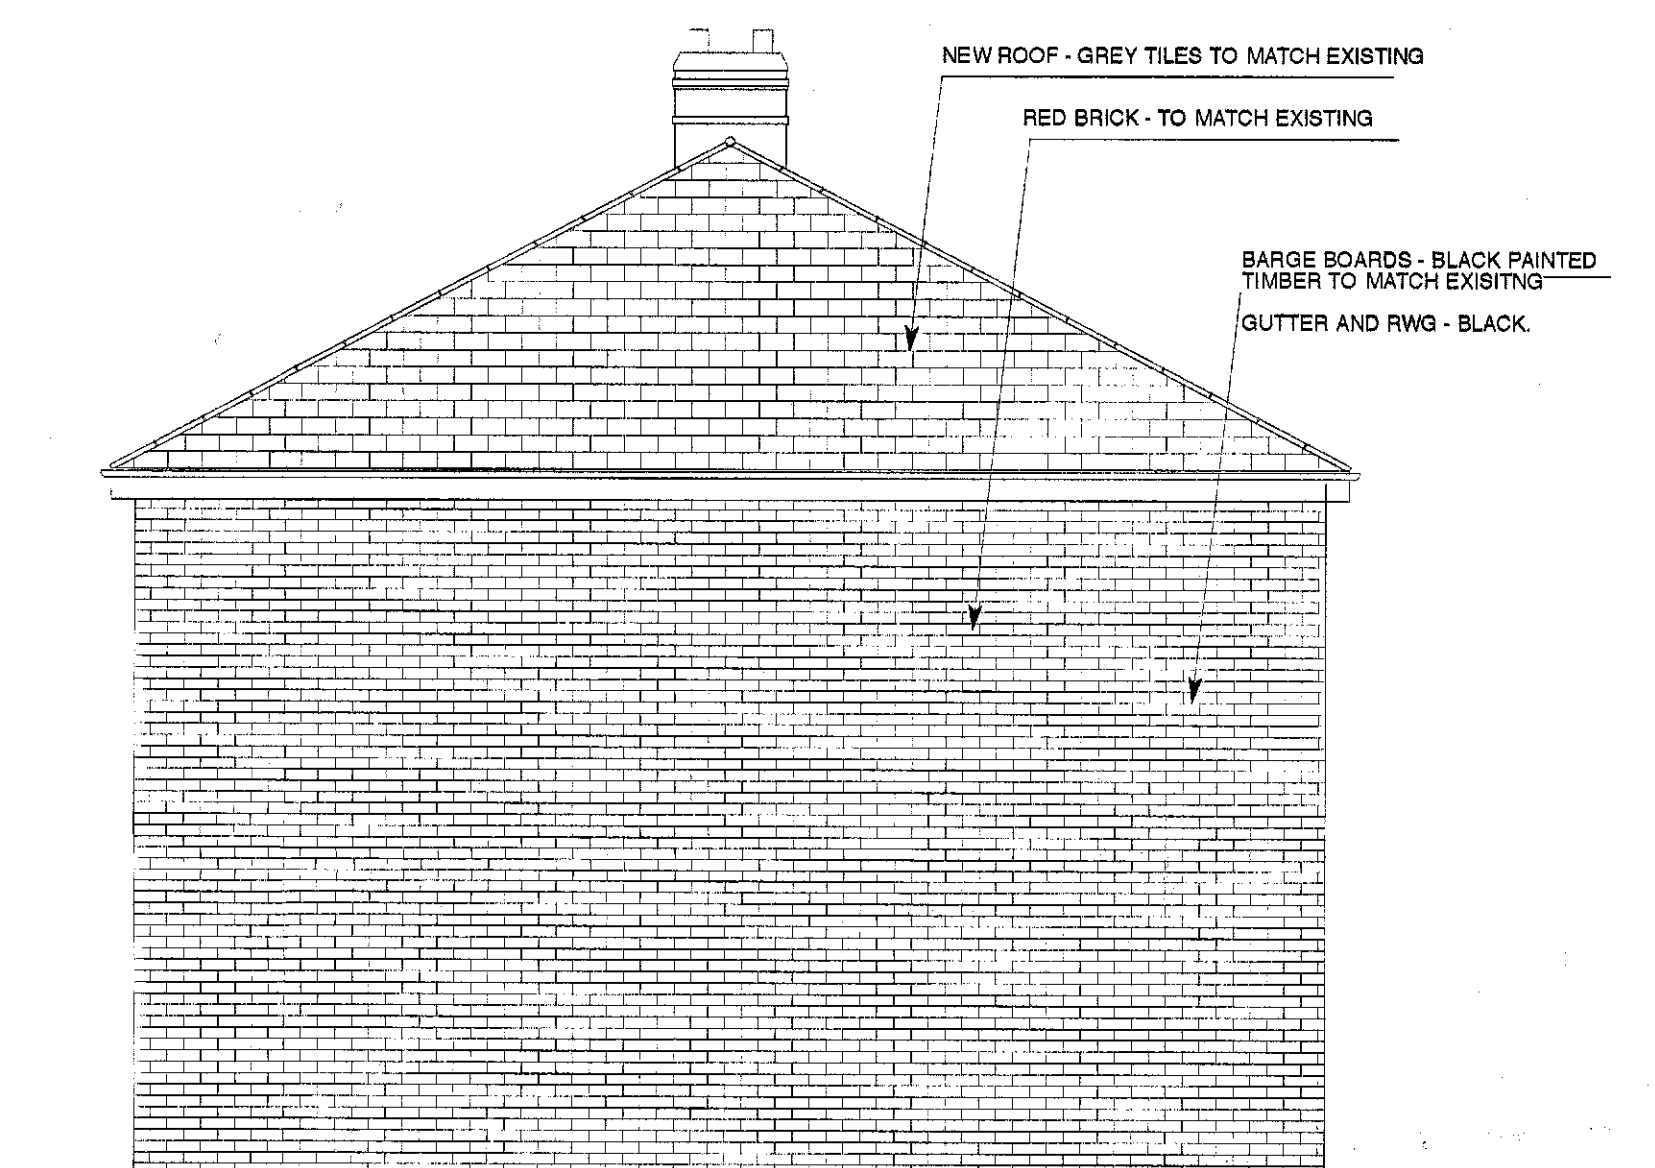 NEW ROOF - GREY TILES TO MATCH EXISTING
RED BRICK - TO MATCH EXISTING
BARGE BOARDS - BLACK PAINTED
TIMBER TO MATCH EXISITNG
GUTTER AND RWG - BLACK.